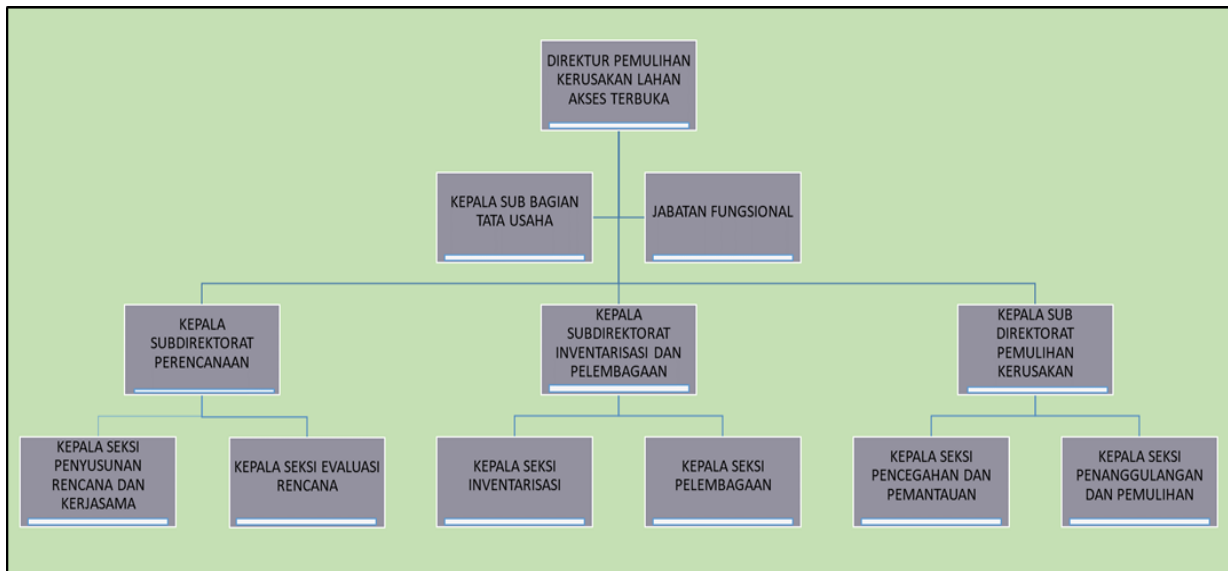 DIREKTUR PEMULIHAN
KERUSAKAN LAHAN
AKSES TERBUKA
KEPALA SUB BAGIAN
TATA USAHA
JABATAN FUNGSIONAL
KEPALA
SUBDIREKTORAT
PERENCANAAN
KEPALA
SUBDIREKTORAT
INVENTARISASI DAN
PELEMBAGAAN
KEPALA SUB
DIREKTORAT
PEMULIHAN
KERUSAKAN
KEPALA SEKSI
PENYUSUNAN
RENCANA DAN
KERJASAMA
KEPALA SEKSI EVALUASI
RENCANA
KEPALA SEKSI
INVENTARISASI
KEPALA SEKSI
PELEMBAGAAN
KEPALA SEKSI
PENCEGAHAN DAN
PEMANTAUAN
KEPALA SEKSI
PENANGGULANGAN
DAN PEMULIHAN